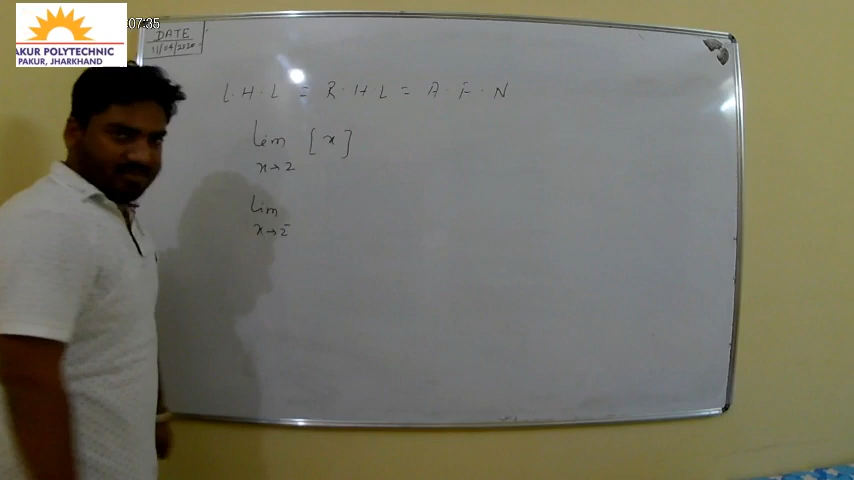 07:35
AKUR POLYTECHNIC
PAKUR, JHARKHAND
DATE
11/04/2020
L.H.L = R.H.L = A.F.N
lim [x]
x→2
lim
x→2⁻